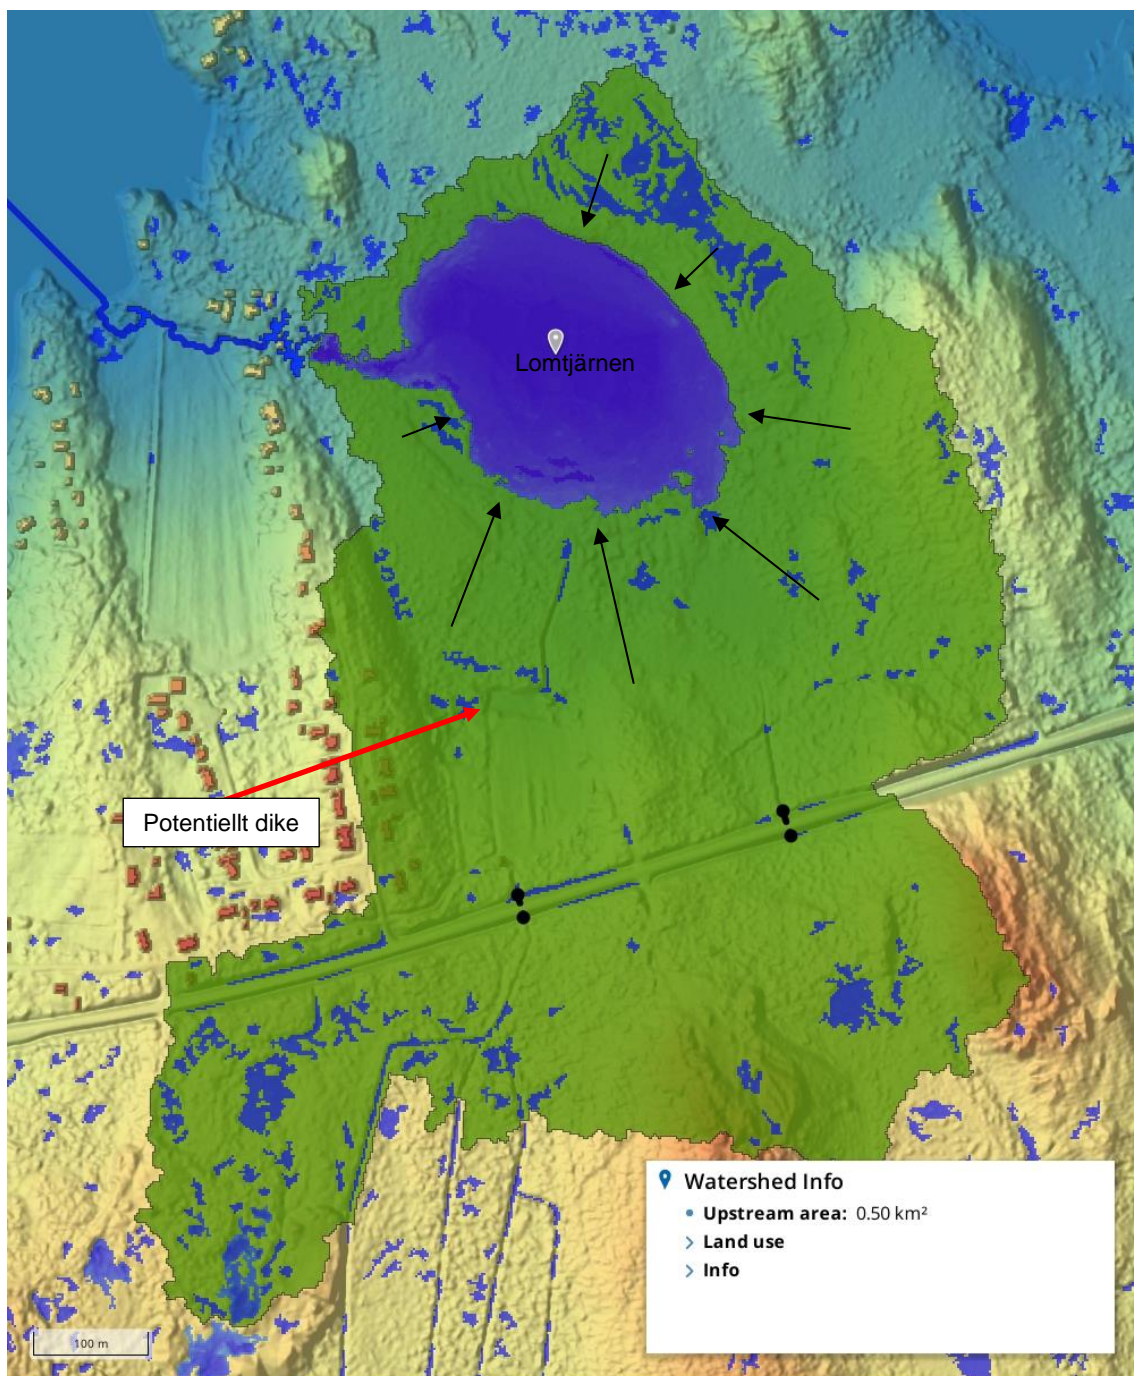 Lomtjärnen
Potentiellt dike
Watershed Info
Upstream area: 0.50 km²
Land use
Info
100 m